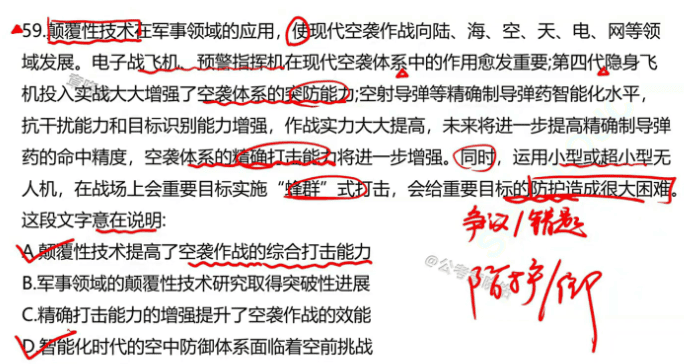 59.颠覆性技术在军事领域的应用，使现代空袭作战向陆、海、空、天、电、网等领
域发展。电子战飞机、预警指挥机在现代空袭体系中的作用愈发重要;第四代隐身飞
机投入实战大大增强了空袭体系的突防能力;空射导弹等精确制导弹药智能化水平，
抗干扰能力和目标识别能力增强，作战实力大大提高，未来将进一步提高精确制导弹
药的命中精度，空袭体系的精确打击能力将进一步增强。同时，运用小型或超小型无
人机，在战场上会重要目标实施“蜂群”式打击，会给重要目标的防护造成很大困难。
这段文字意在说明:
争议/错题
A.颠覆性技术提高了空袭作战的综合打击能力
B.军事领域的颠覆性技术研究取得突破性进展
防护/御
C.精确打击能力的增强提升了空袭作战的效能
D.智能化时代的空中防御体系面临着空前挑战